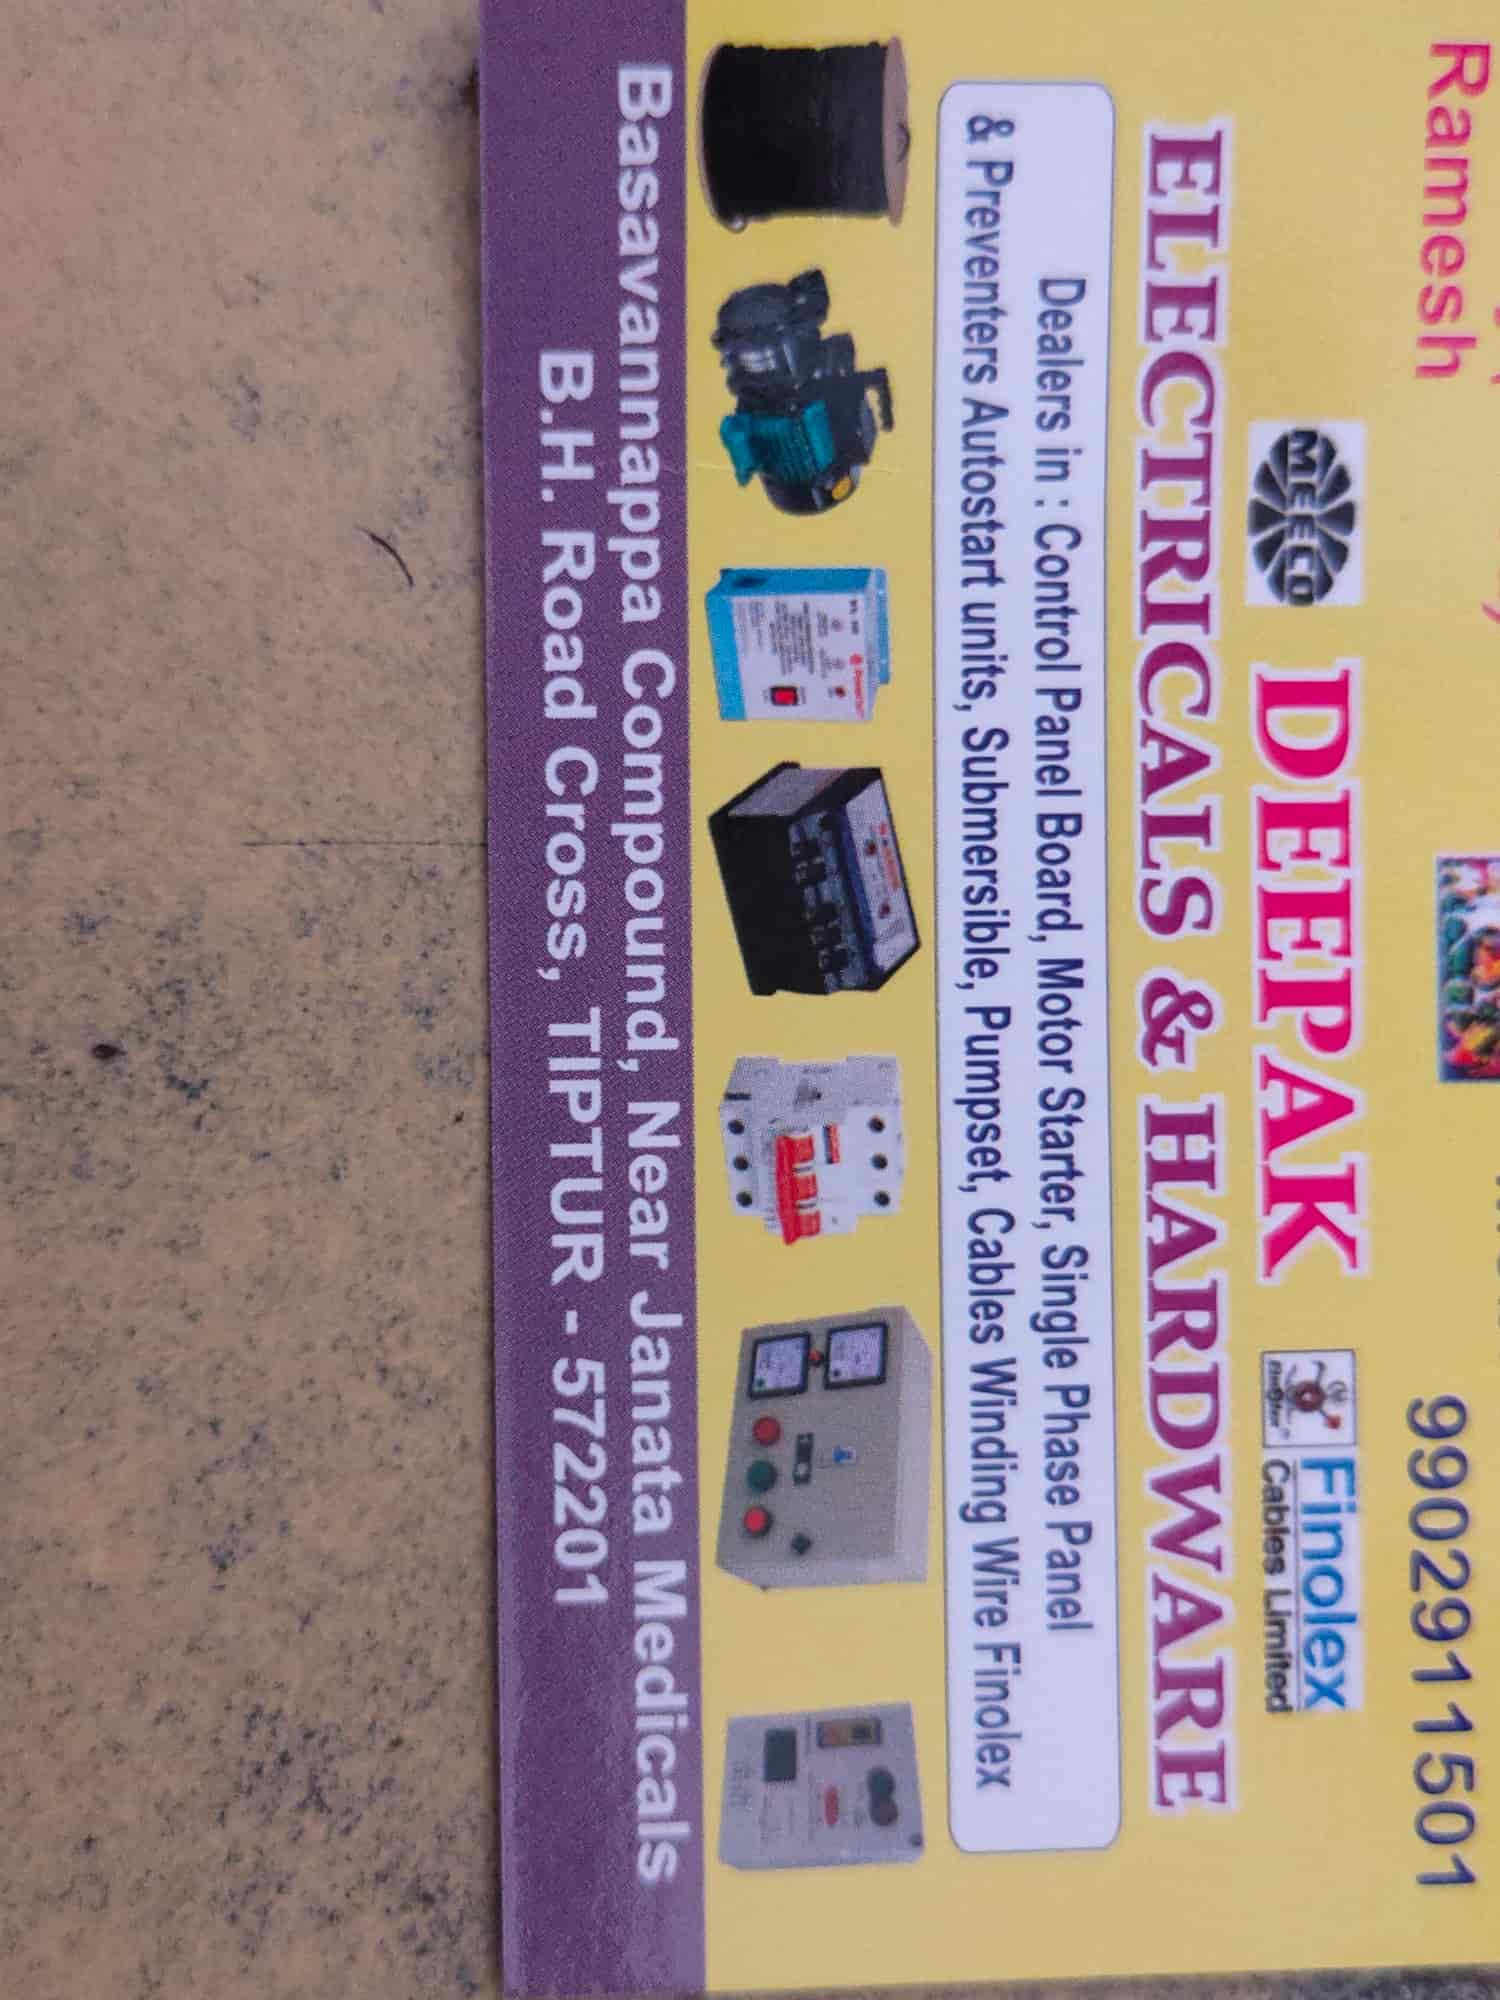 Ramesh
9902911501
MEECO
DEEPAK
Finolex
Cables Limited
ELECTRICALS & HARDWARE
Dealers in : Control Panel Board, Motor Starter, Single Phase Panel
& Preventers Autostart units, Submersible, Pumpset, Cables Winding Wire Finolex
Basavannappa Compound, Near Janata Medicals
B.H. Road Cross, TIPTUR - 572201